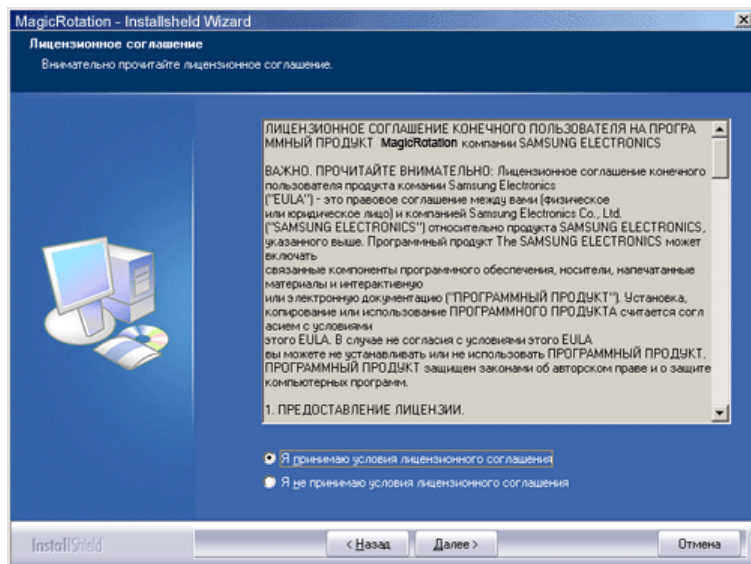 MagicRotation - Installsheld Wizard
Лицензионное соглашение
Внимательно прочитайте лицензионное соглашение.
ЛИЦЕНЗИОННОЕ СОГЛАШЕНИЕ КОНЕЧНОГО ПОЛЬЗОВАТЕЛЯ НА ПРОГРА
ММНЫЙ ПРОДУКТ MagicRotation компании SAMSUNG ELECTRONICS
ВАЖНО. ПРОЧИТАЙТЕ ВНИМАТЕЛЬНО: Лицензионное соглашение конечного
пользователя продукта комании Samsung Electronics
("EULA") - это правовое соглашение между вами (физическое
или юридическое лицо) и компанией Samsung Electronics Co., Ltd.
("SAMSUNG ELECTRONICS") относительно продукта SAMSUNG ELECTRONICS,
указанного выше. Программный продукт The SAMSUNG ELECTRONICS может
включать
связанные компоненты программного обеспечения, носители, напечатанные
материалы и интерактивную
или электронную документацию ("ПРОГРАММНЫЙ ПРОДУКТ"). Установка,
копирование или использование ПРОГРАММНОГО ПРОДУКТА считается согл
асием с условиями
этого EULA. В случае не согласия с условиями этого EULA
вы можете не устанавливать или не использовать ПРОГРАММНЫЙ ПРОДУКТ.
ПРОГРАММНЫЙ ПРОДУКТ защищен законами об авторском праве и о защите
компьютерных программ.
1. ПРЕДОСТАВЛЕНИЕ ЛИЦЕНЗИИ.
Я принимаю условия лицензионного соглашения
Я не принимаю условия лицензионного соглашения
InstallShield
< Назад
Далее >
Отмена